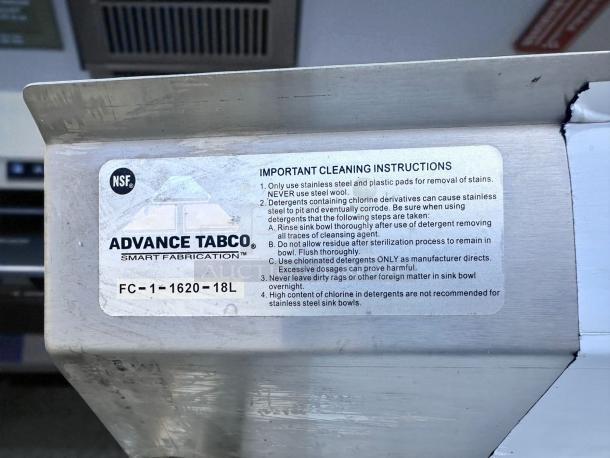 NSF®
ADVANCE TABCO®
SMART FABRICATION™
FC-1-1620-18L
IMPORTANT CLEANING INSTRUCTIONS
1. Only use stainless steel and plastic pads for removal of stains.
NEVER use steel wool.
2. Detergents containing chlorine derivatives can cause stainless
steel to pit and eventually corrode. Be sure when using
detergents that the following steps are taken:
A. Rinse sink bowl thoroughly after use of detergent removing
all traces of cleansing agent.
B. Do not allow residue after sterilization process to remain in
bowl. Flush thoroughly.
C. Use chlorinated detergents ONLY as manufacturer directs.
Excessive dosages can prove harmful.
3. Never leave dirty rags or other foreign matter in sink bowl
overnight.
4. High content of chlorine in detergents are not recommended for
stainless steel sink bowls.